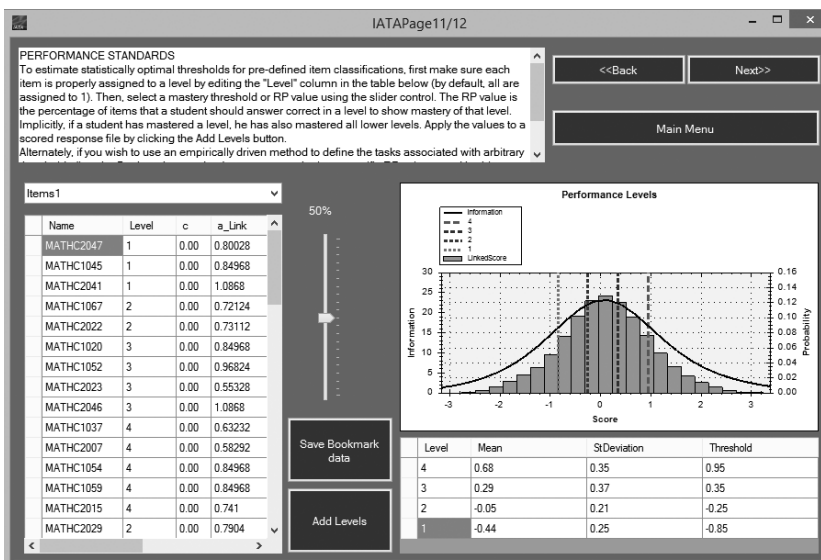 IATAPage11/12
PERFORMANCE STANDARDS
To estimate statistically optimal thresholds for pre-defined item classifications, first make sure each
item is properly assigned to a level by editing the "Level" column in the table below (by default, all are
assigned to 1). Then, select a mastery threshold or RP value using the slider control. The RP value is
the percentage of items that a student should answer correct in a level to show mastery of that level.
Implicitly, if a student has mastered a level, he has also mastered all lower levels. Apply the values to a
scored response file by clicking the Add Levels button.
Alternately, if you wish to use an empirically driven method to define the tasks associated with arbitrary
<<Back
Next>>
Main Menu
Items1
Name Level c a_Link
MATHC2047 1 0.00 0.80028
MATHC1045 1 0.00 0.84968
MATHC2041 1 0.00 1.0868
MATHC1067 2 0.00 0.72124
MATHC2022 2 0.00 0.73112
MATHC1020 3 0.00 0.84968
MATHC1052 3 0.00 0.96824
MATHC2023 3 0.00 0.55328
MATHC2046 3 0.00 1.0868
MATHC1037 4 0.00 0.63232
MATHC2007 4 0.00 0.58292
MATHC1054 4 0.00 0.84968
MATHC1059 4 0.00 0.84968
MATHC2015 4 0.00 0.741
MATHC2029 2 0.00 0.7904
50%
Save Bookmark
data
Add Levels
Performance Levels
Information
4
3
2
1
LinkedScore
Information
30
25
20
15
10
5
0
-3 -2 -1 0 1 2 3
Score
0.16
0.14
0.12
0.10
0.08
0.06
0.04
0.02
0.00
Probability
Level Mean StDeviation Threshold
4 0.68 0.35 0.95
3 0.29 0.37 0.35
2 -0.05 0.21 -0.25
1 -0.44 0.25 -0.85